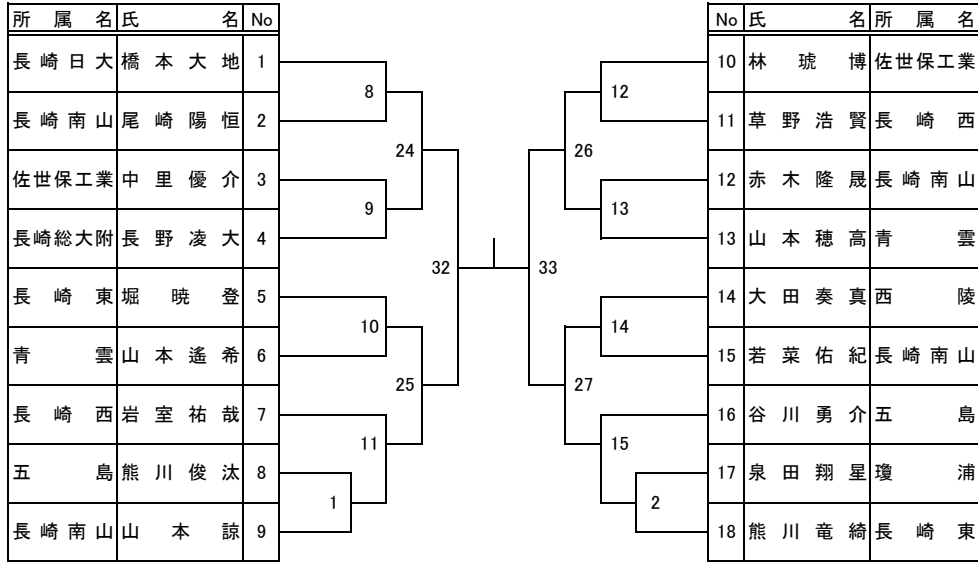 所属名 氏名 No
長崎日大 橋本大地 1
長崎南山 尾崎陽恒 2
佐世保工業 中里優介 3
長崎総大附 長野凌大 4
長崎東 堀暁登 5
青雲 山本遙希 6
長崎西 岩室祐哉 7
五島 熊川俊汰 8
長崎南山 山本諒 9
8
9
10
11
1
24
25
32
33
26
27
12
13
14
15
2
No 氏名 所属名
10 林琥博 佐世保工業
11 草野浩賢 長崎西
12 赤木隆晟 長崎南山
13 山本穂高 青雲
14 大田奏真 西陵
15 若菜佑紀 長崎南山
16 谷川勇介 五島
17 泉田翔星 瓊浦
18 熊川竜綺 長崎東